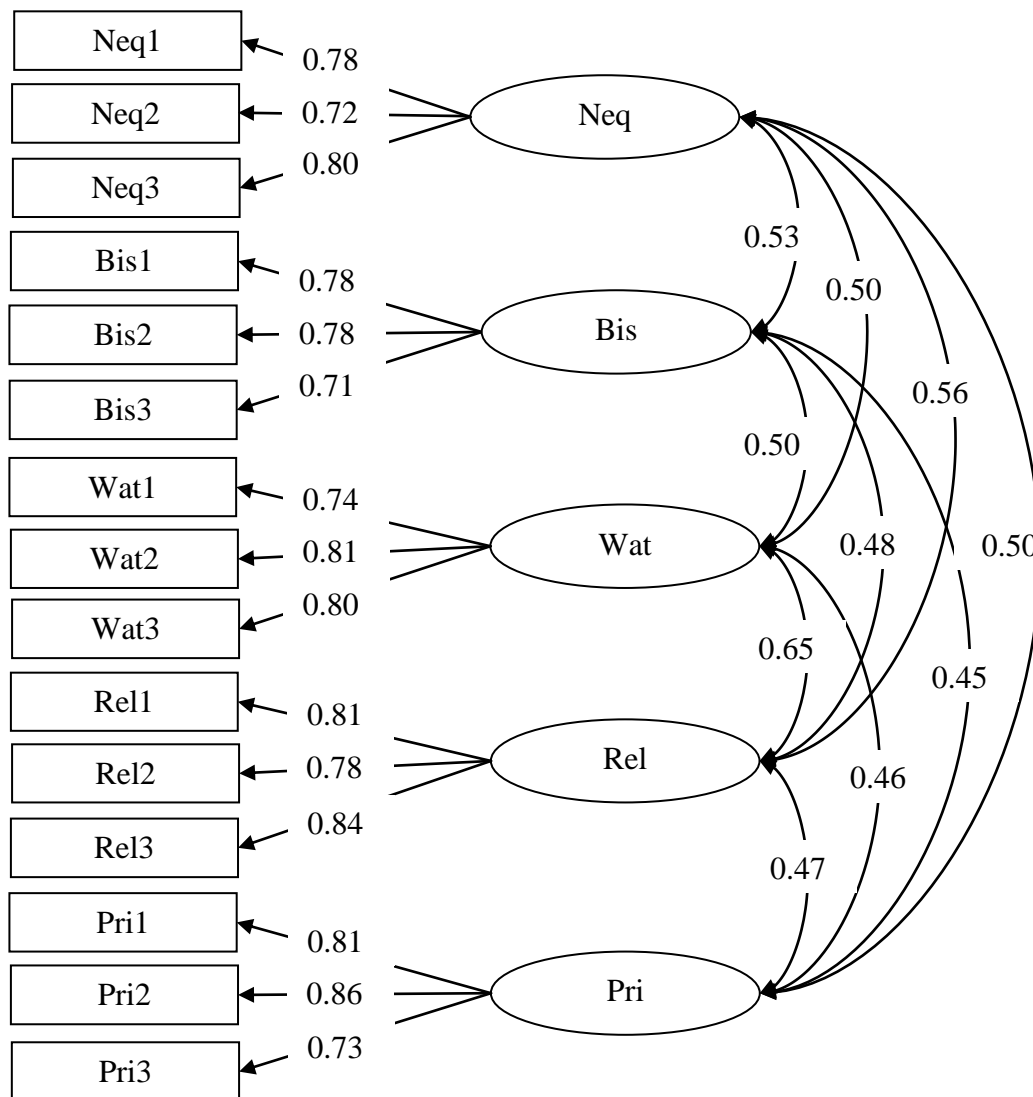 Neq1
0.78
Neq2
0.72
Neq
Neq3
0.80
Bis1
0.78
0.53
0.50
Bis2
0.78
Bis
Bis3
0.71
0.56
0.50
Wat1
0.74
Wat2
0.81
Wat
0.48
0.50
Wat3
0.80
0.65
0.45
Rel1
0.81
Rel2
0.78
Rel
0.46
Rel3
0.84
0.47
Pri1
0.81
Pri2
0.86
Pri
Pri3
0.73